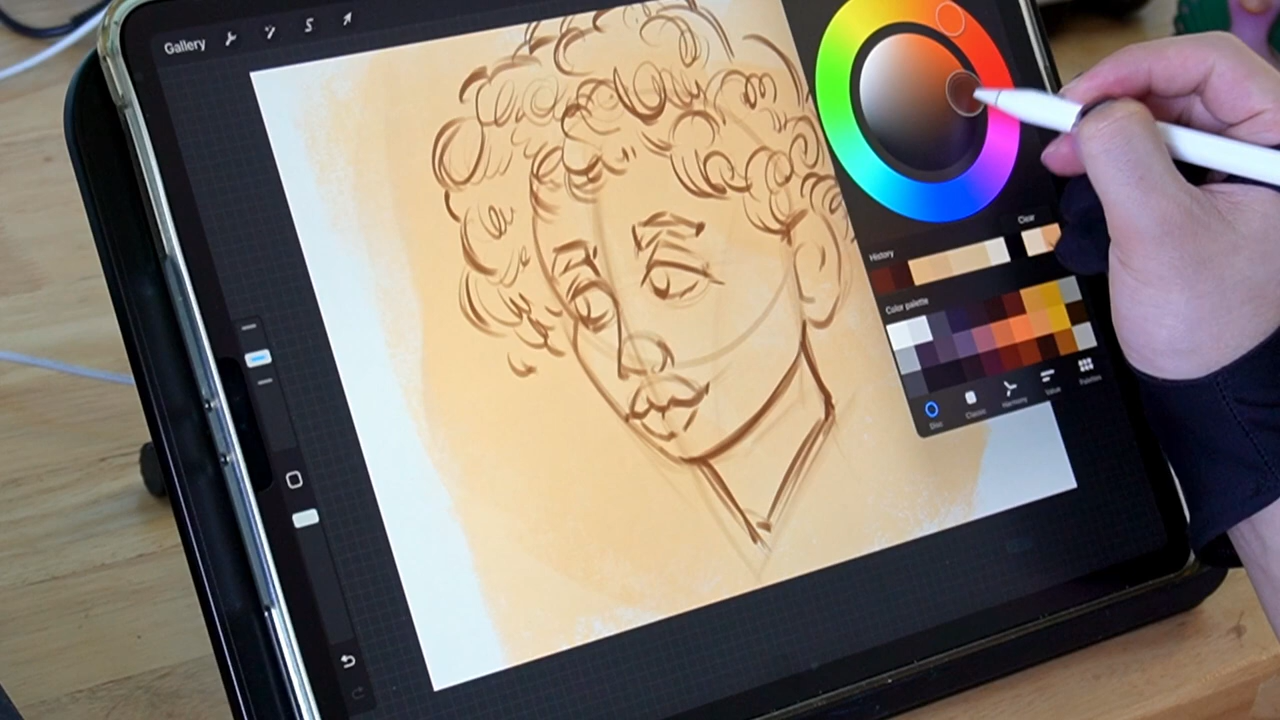 Gallery
Clear
History
Color palette
Disc
Classic
Harmony
Value
Palettes